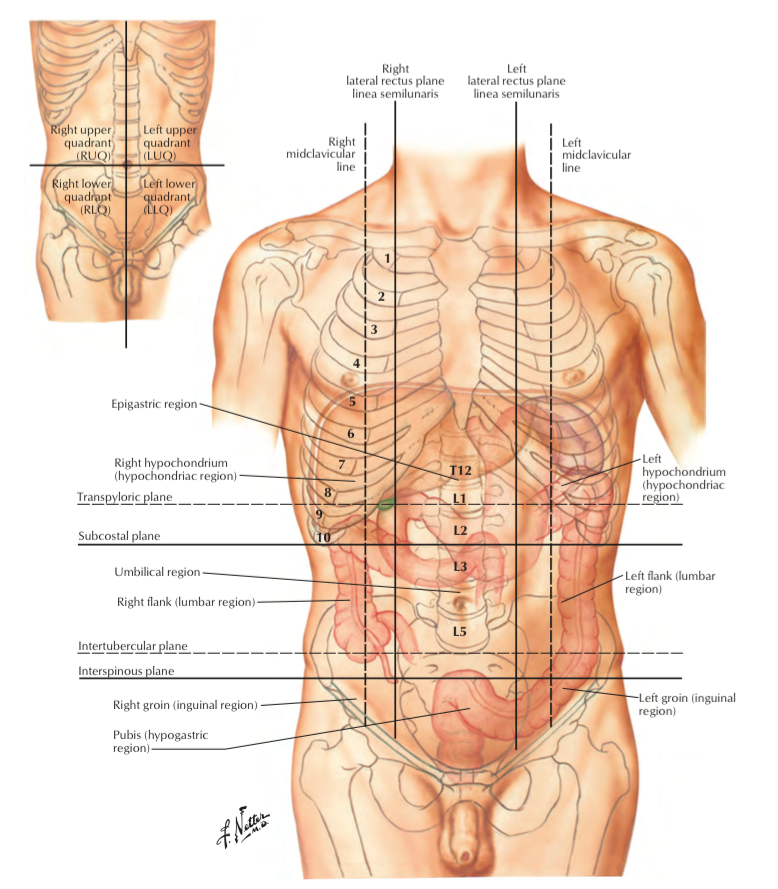 Right upper
quadrant
(RUQ)
Left upper
quadrant
(LUQ)
Right lower
quadrant
(RLQ)
Left lower
quadrant
(LLQ)
Right
lateral rectus plane
linea semilunaris
Left
lateral rectus plane
linea semilunaris
Right
midclavicular
line
Left
midclavicular
line
1
2
3
4
5
6
7
8
9
10
T12
L1
L2
L3
L5
Epigastric region
Right hypochondrium
(hypochondriac region)
Transpyloric plane
Subcostal plane
Umbilical region
Right flank (lumbar region)
Intertubercular plane
Interspinous plane
Right groin (inguinal region)
Pubis (hypogastric
region)
Left
hypochondrium
(hypochondriac
region)
Left flank (lumbar
region)
Left groin (inguinal
region)
F. Netter
M.D.